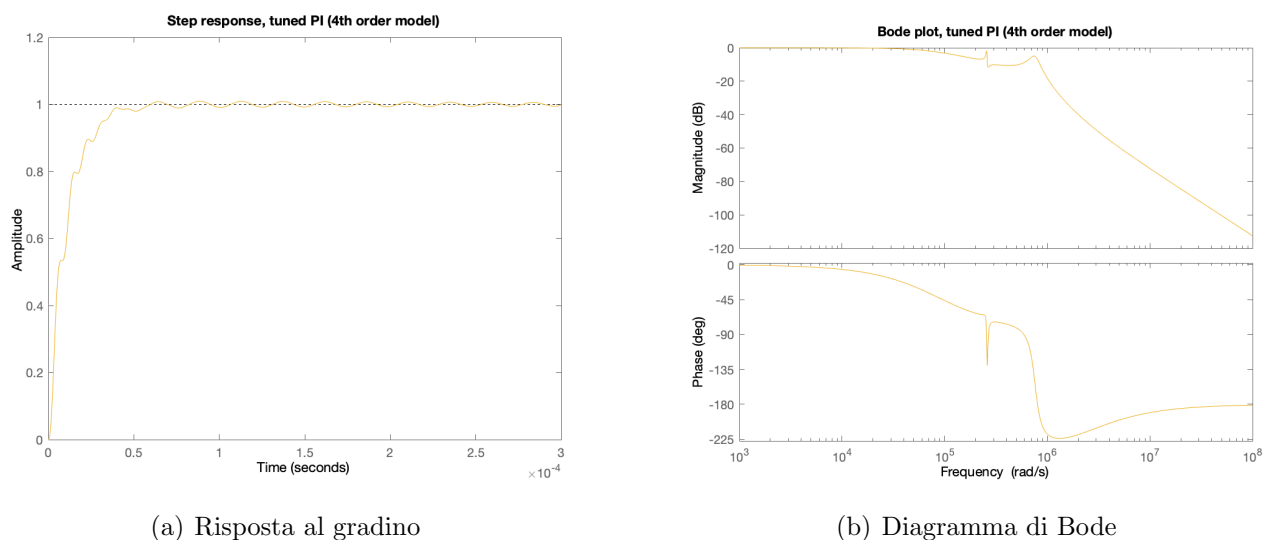 Step response, tuned PI (4th order model)
1.2
1
0.8
0.6
0.4
0.2
0
Amplitude
0 0.5 1 1.5 2 2.5 3
Time (seconds)
×10⁻⁴
(a) Risposta al gradino
Bode plot, tuned PI (4th order model)
0
-20
-40
-60
-80
-100
-120
Magnitude (dB)
0
-45
-90
-135
-180
-225
Phase (deg)
10³ 10⁴ 10⁵ 10⁶ 10⁷ 10⁸
Frequency (rad/s)
(b) Diagramma di Bode